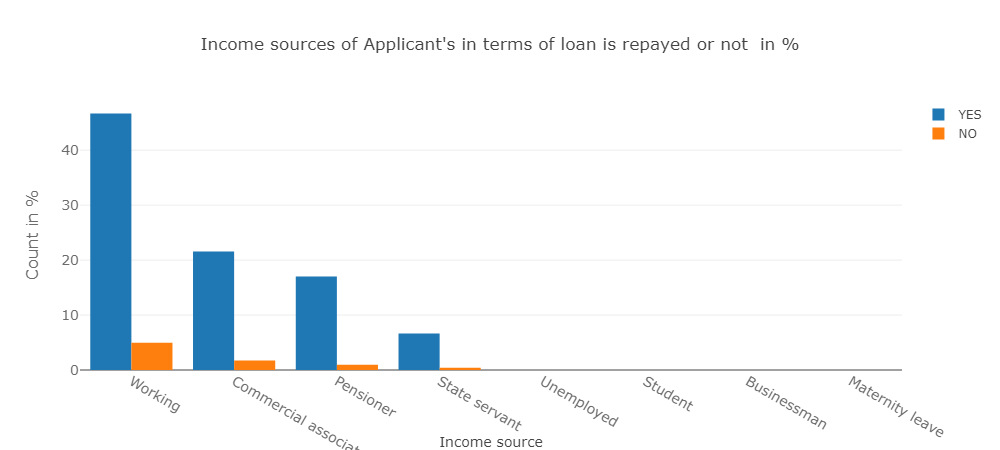 Income sources of Applicant's in terms of loan is repayed or not  in %
YES
NO
Count in %
40
30
20
10
0
Working
Commercial associat
Pensioner
State servant
Unemployed
Student
Businessman
Maternity leave
Income source